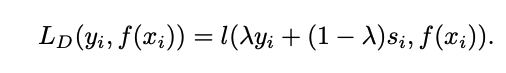 L_D(y_i, f(x_i)) = l(λy_i + (1 − λ)s_i, f(x_i)).